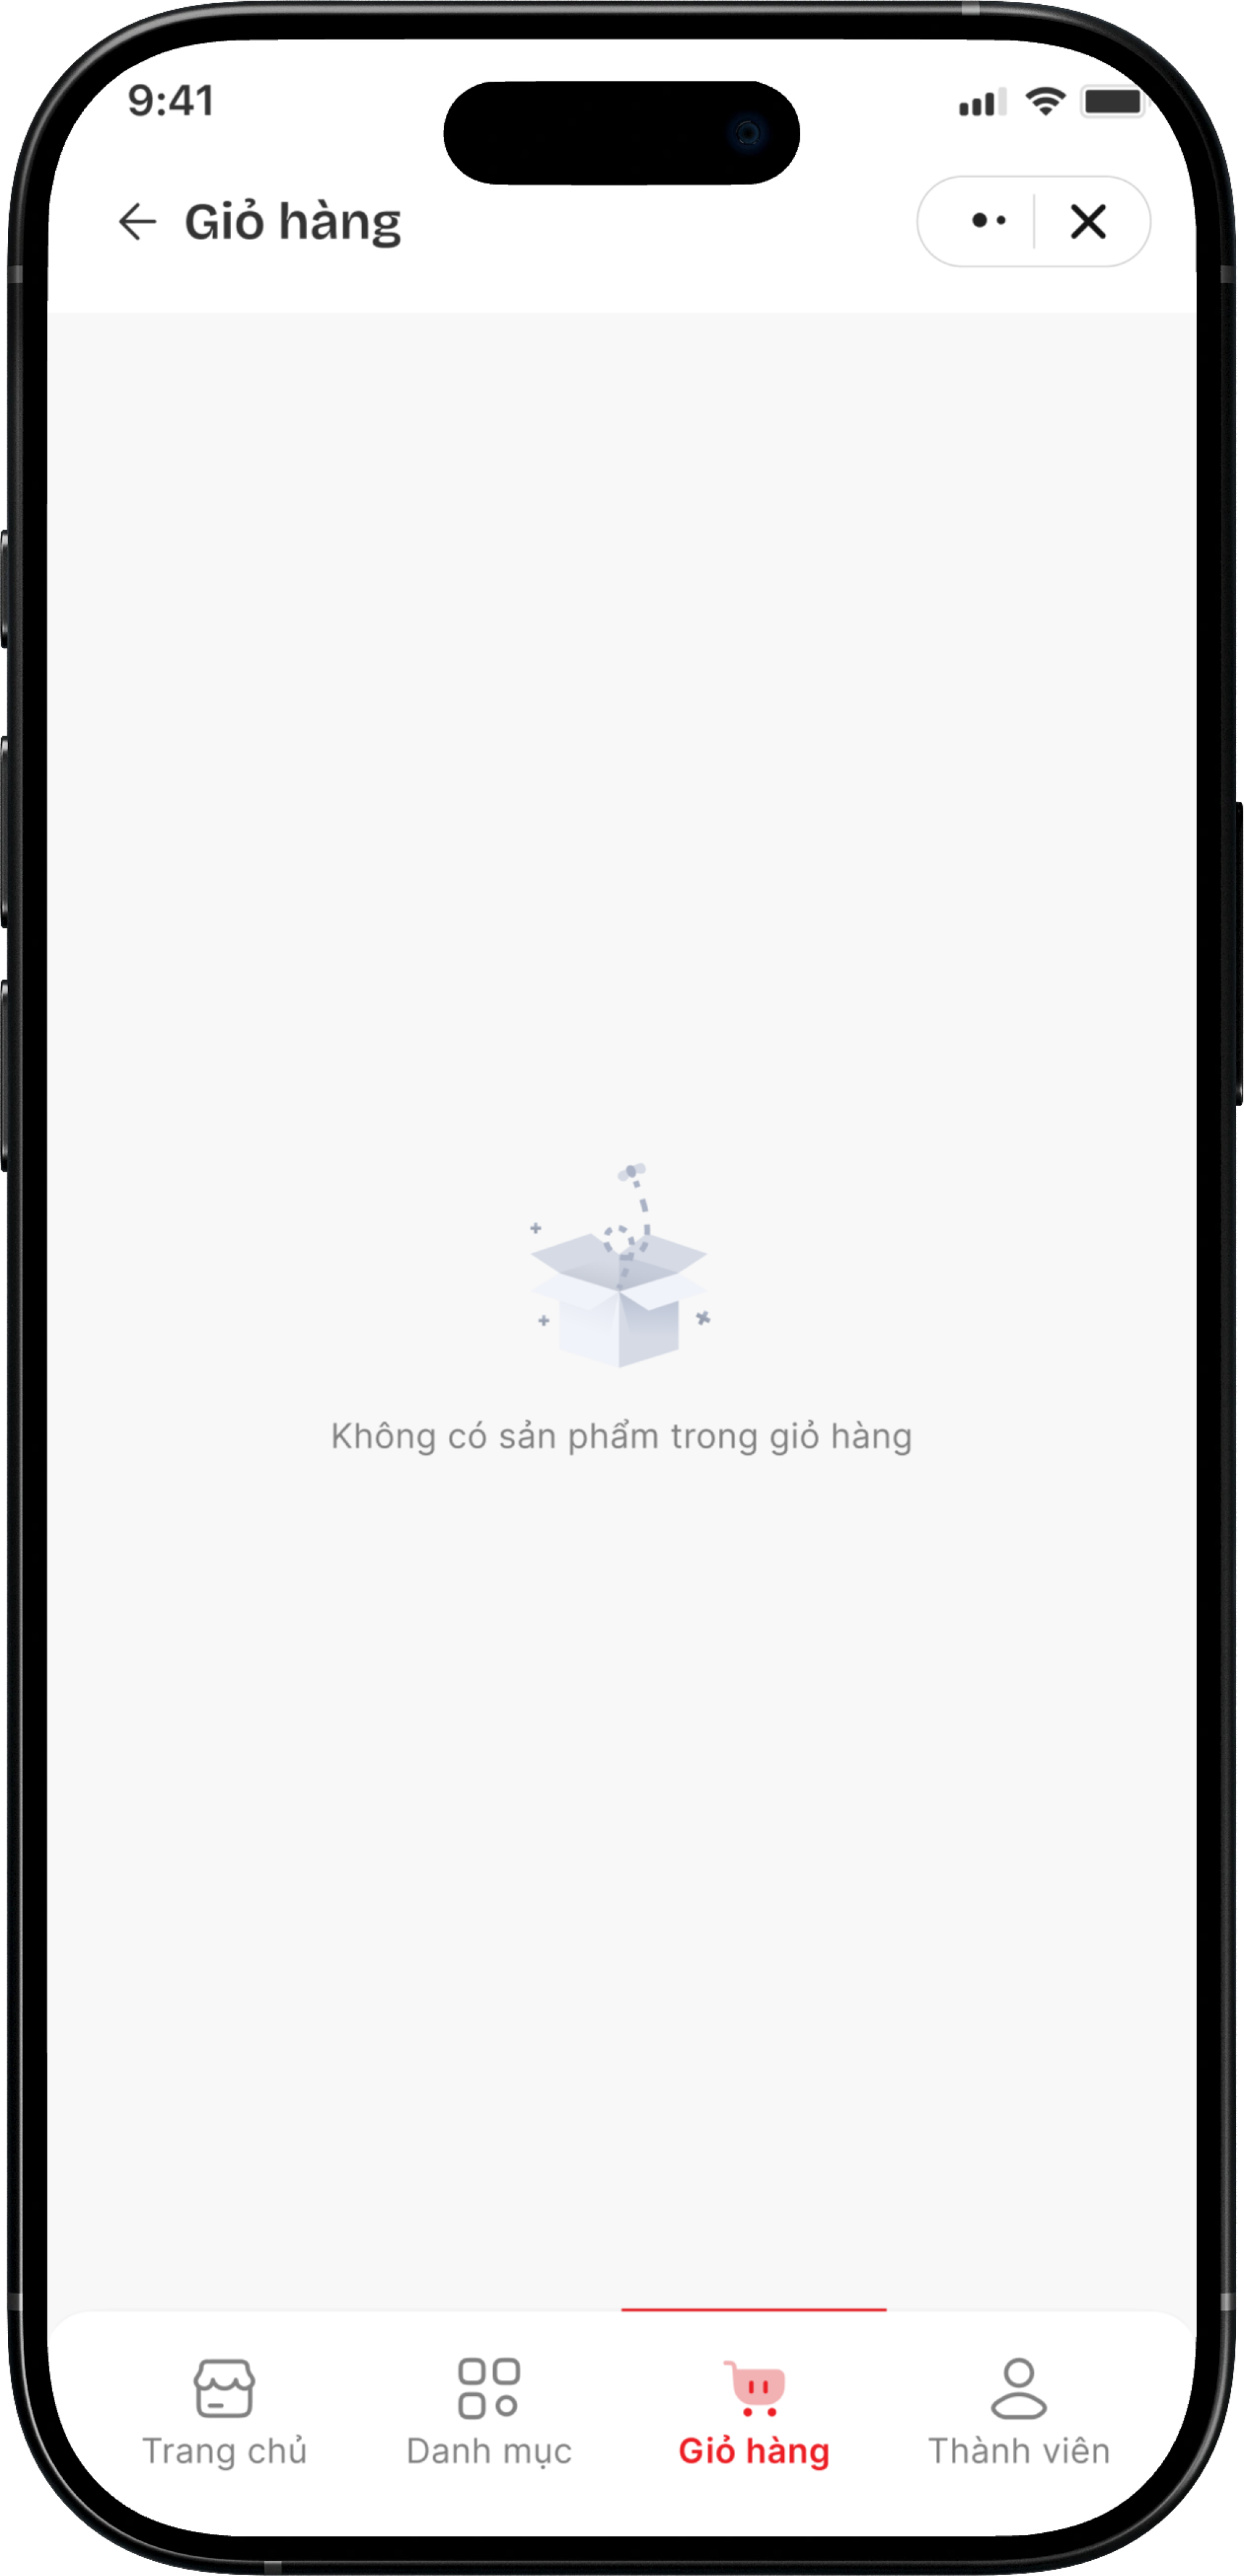 9:41
Giỏ hàng
Không có sản phẩm trong giỏ hàng
Trang chủ
Danh mục
Giỏ hàng
Thành viên